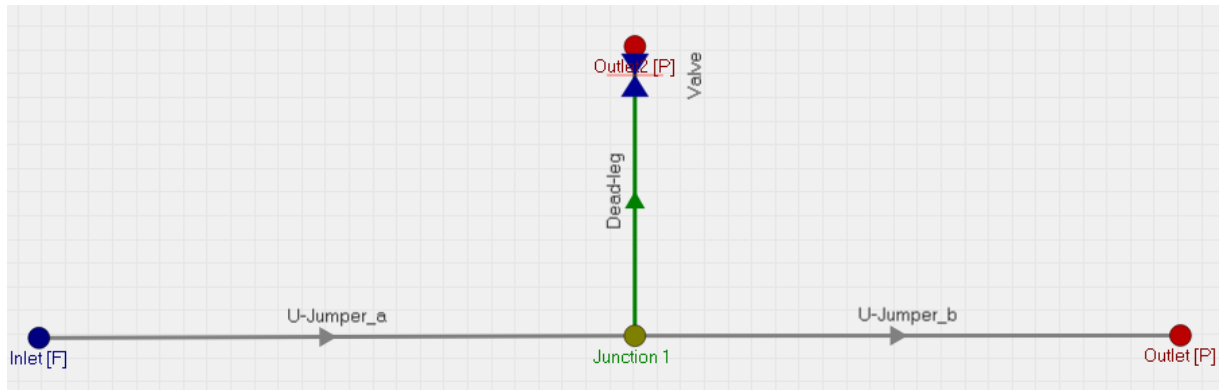 Outlet2 [P]
Valve
Dead-leg
U-Jumper_a
U-Jumper_b
Inlet [F]
Junction 1
Outlet [P]